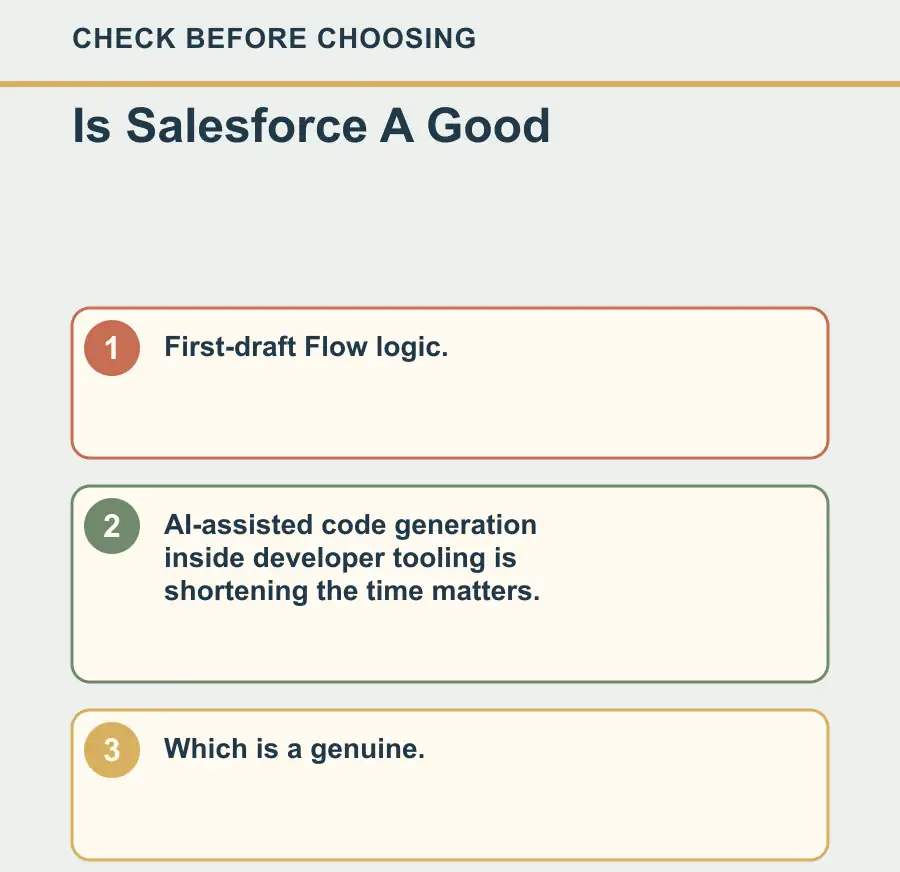 CHECK BEFORE CHOOSING
Is Salesforce A Good
1
First-draft Flow logic.
2
AI-assisted code generation
inside developer tooling is
shortening the time matters.
3
Which is a genuine.